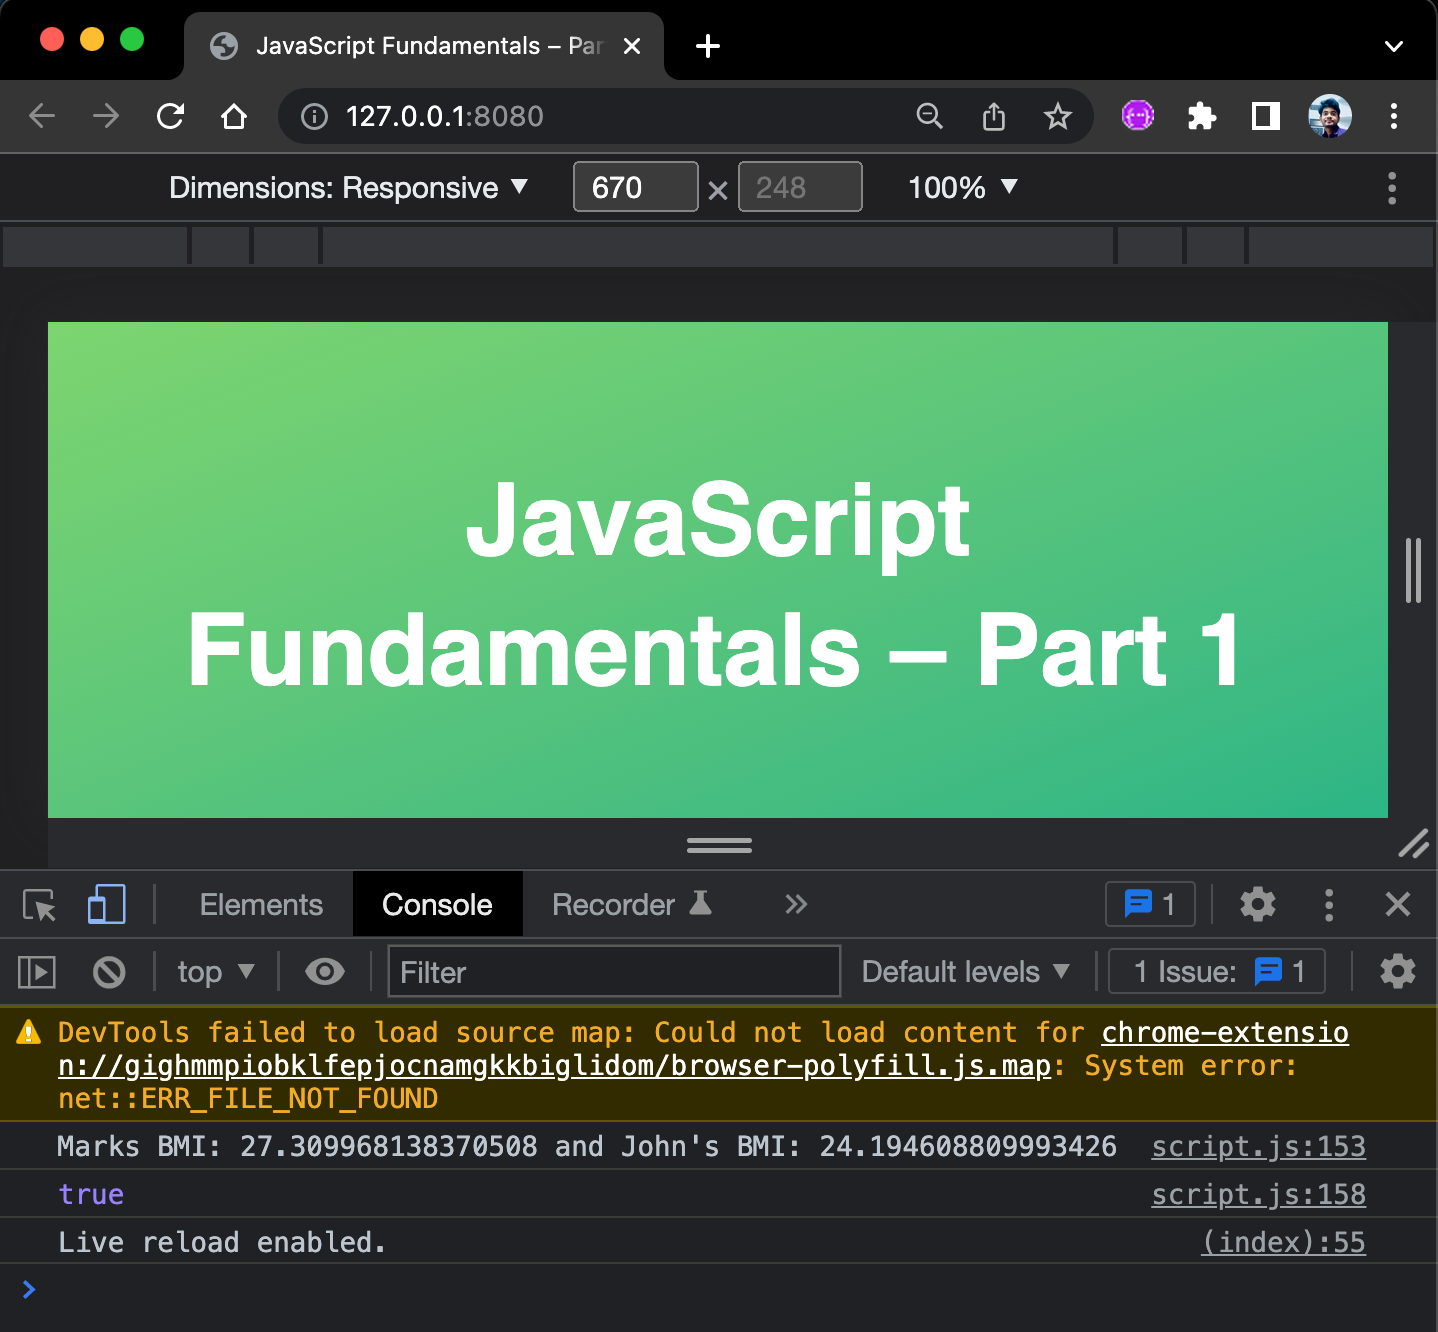 JavaScript Fundamentals – Par
127.0.0.1:8080
Dimensions: Responsive ▼ 670 × 248 100% ▼
JavaScript
Fundamentals – Part 1
Elements Console Recorder 1
top ▼ Filter Default levels ▼ 1 Issue: 1
DevTools failed to load source map: Could not load content for chrome-extensio
n://gighmmpiobklfepjocnamgkkbiglidom/browser-polyfill.js.map: System error:
net::ERR_FILE_NOT_FOUND
Marks BMI: 27.309968138370508 and John's BMI: 24.194608809993426 script.js:153
true script.js:158
Live reload enabled. (index):55